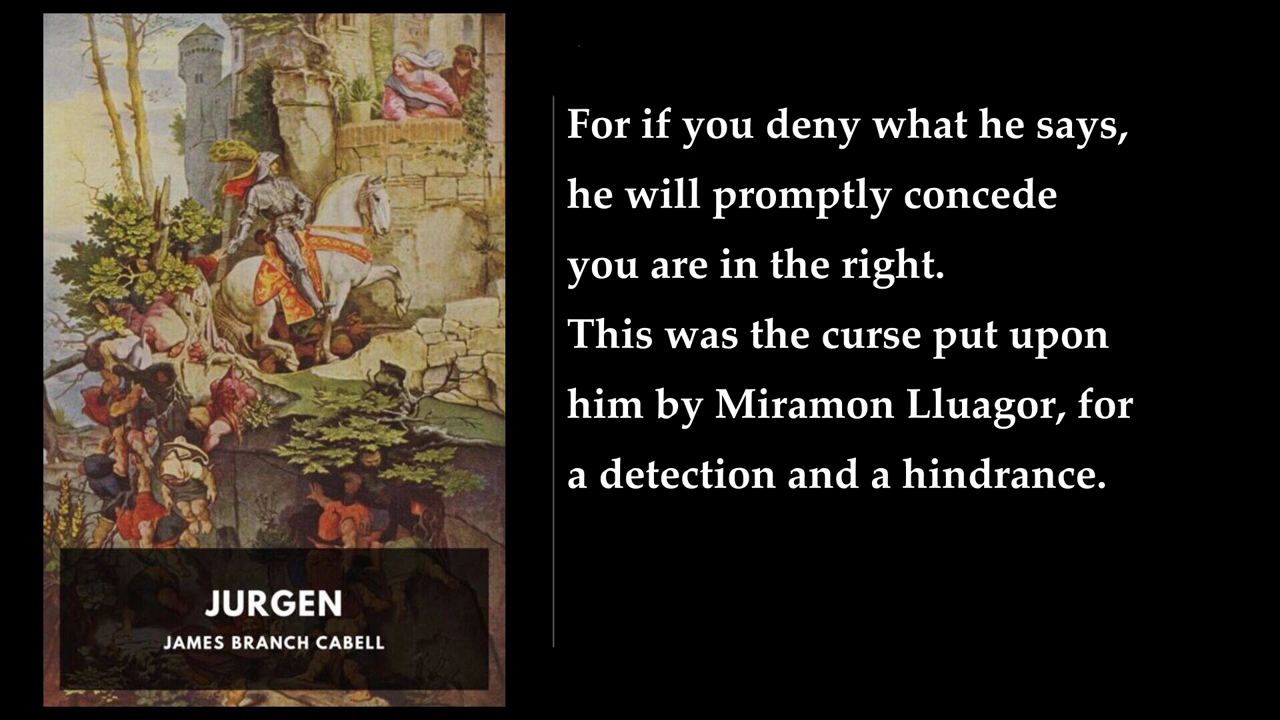 JURGEN
JAMES BRANCH CABELL
For if you deny what he says,
he will promptly concede
you are in the right.
This was the curse put upon
him by Miramon Lluagor, for
a detection and a hindrance.